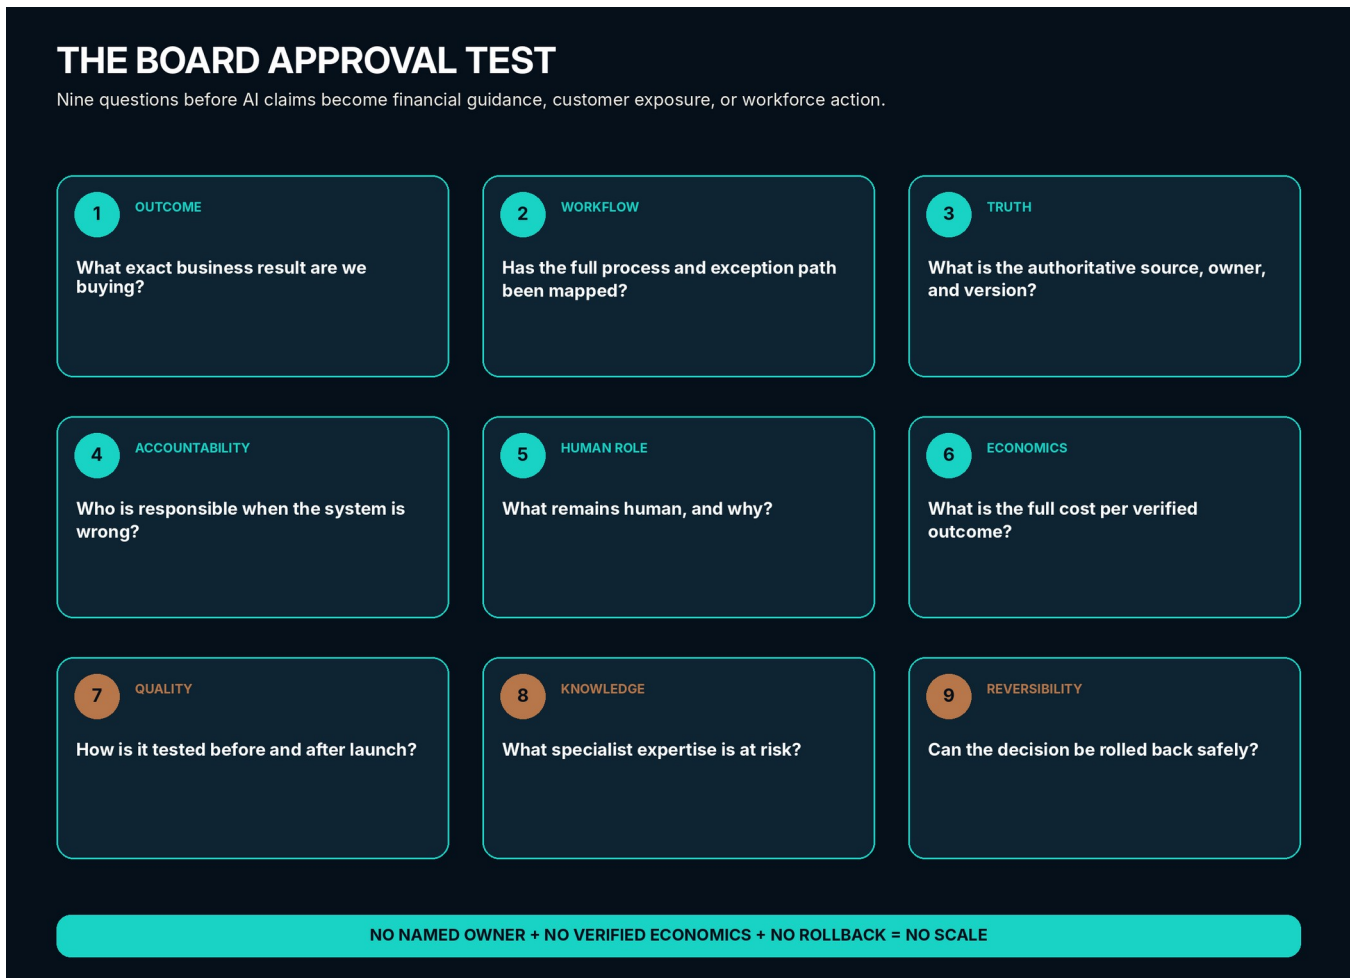 THE BOARD APPROVAL TEST
Nine questions before AI claims become financial guidance, customer exposure, or workforce action.
1
OUTCOME
What exact business result are we
buying?
2
WORKFLOW
Has the full process and exception path
been mapped?
3
TRUTH
What is the authoritative source, owner,
and version?
4
ACCOUNTABILITY
Who is responsible when the system is
wrong?
5
HUMAN ROLE
What remains human, and why?
6
ECONOMICS
What is the full cost per verified
outcome?
7
QUALITY
How is it tested before and after launch?
8
KNOWLEDGE
What specialist expertise is at risk?
9
REVERSIBILITY
Can the decision be rolled back safely?
NO NAMED OWNER + NO VERIFIED ECONOMICS + NO ROLLBACK = NO SCALE